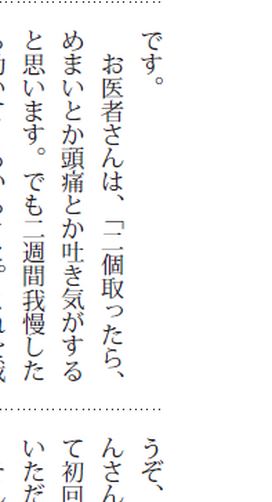 です。
お医者さんは、「二個取ったら、
めまいとか頭痛とか吐き気がする
と思います。でも二週間我慢した
うぞ、
んさん
て初回
いただ